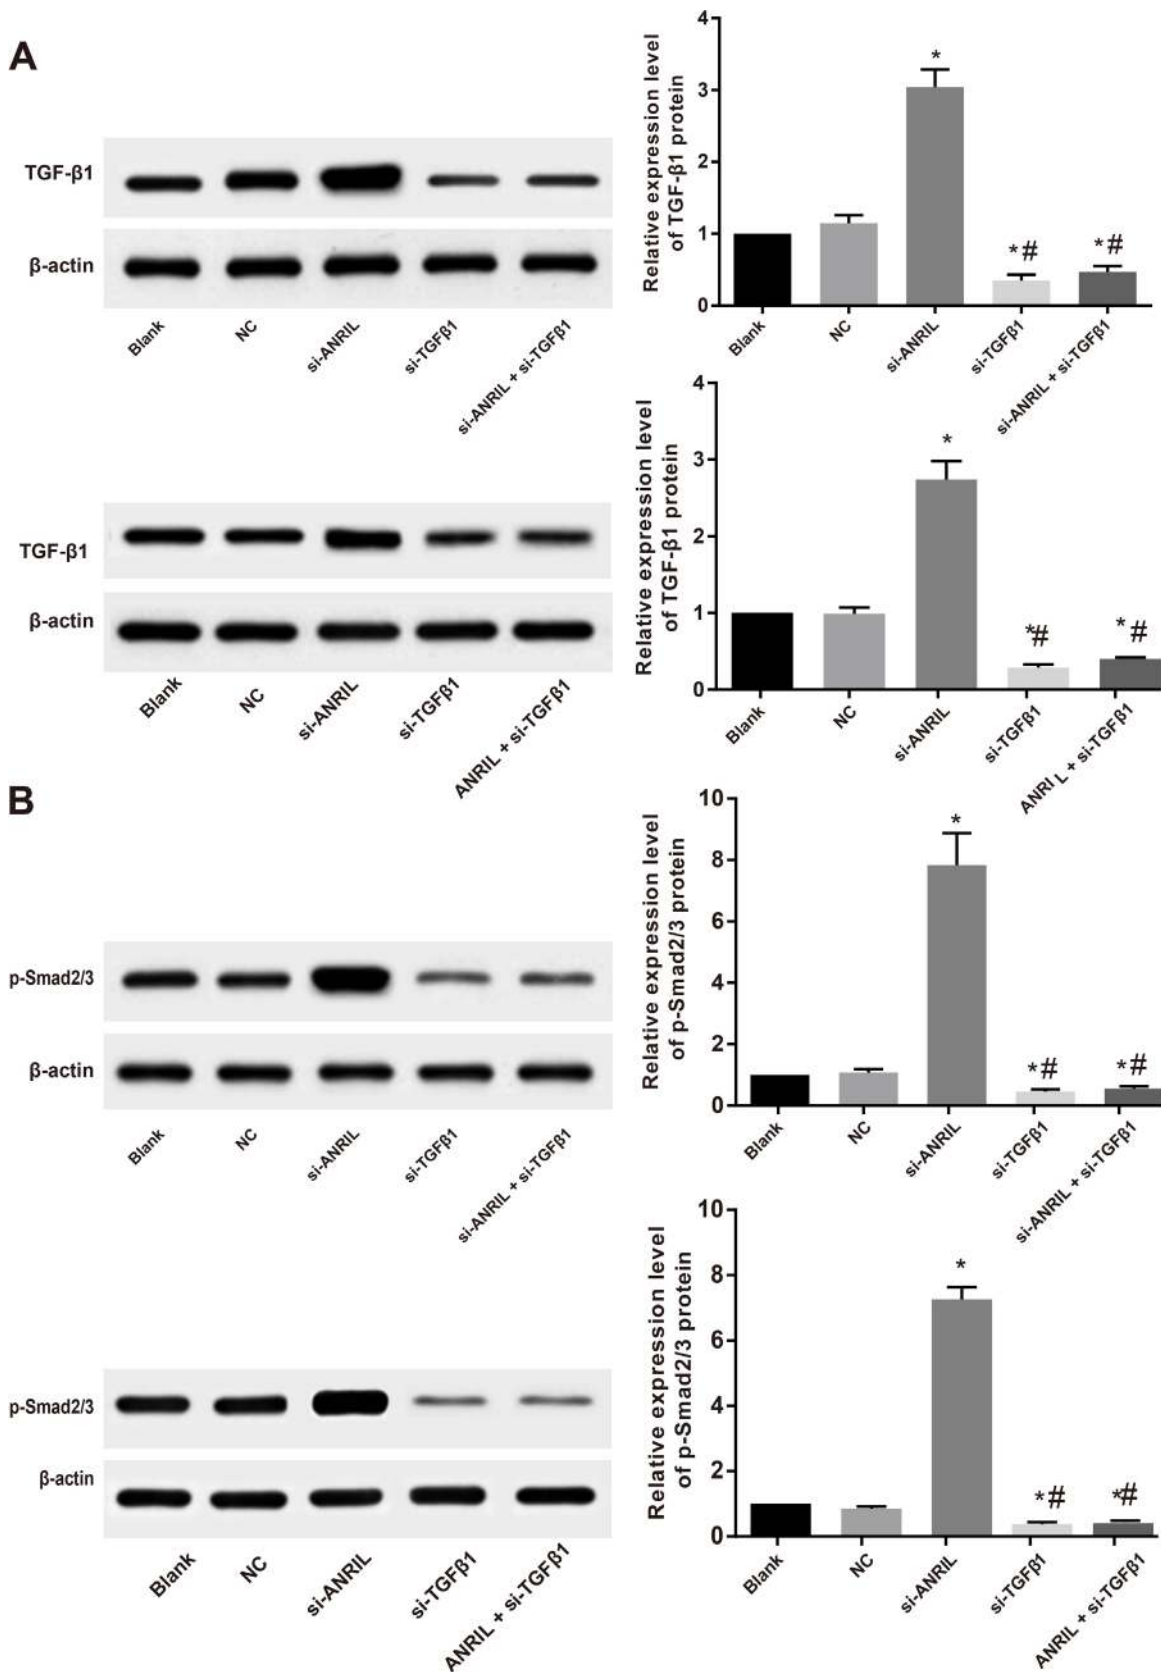 A
TGF-β1
β-actin
Blank
NC
si-ANRIL
si-TGFβ1
si-ANRIL + si-TGFβ1
Relative expression level
of TGF-β1 protein
4
3
2
1
0
*
*#
*#
Blank
NC
si-ANRIL
si-TGFβ1
si-ANRIL + si-TGFβ1
TGF-β1
β-actin
Blank
NC
si-ANRIL
si-TGFβ1
ANRIL + si-TGFβ1
Relative expression level
of TGF-β1 protein
4
3
2
1
0
*
*#
*#
Blank
NC
si-ANRIL
si-TGFβ1
ANRIL + si-TGFβ1
B
p-Smad2/3
β-actin
Blank
NC
si-ANRIL
si-TGFβ1
si-ANRIL + si-TGFβ1
Relative expression level
of p-Smad2/3 protein
10
8
6
4
2
0
*
*#
*#
Blank
NC
si-ANRIL
si-TGFβ1
si-ANRIL + si-TGFβ1
p-Smad2/3
β-actin
Blank
NC
si-ANRIL
si-TGFβ1
ANRIL + si-TGFβ1
Relative expression level
of p-Smad2/3 protein
10
8
6
4
2
0
*
*#
*#
Blank
NC
si-ANRIL
si-TGFβ1
ANRIL + si-TGFβ1